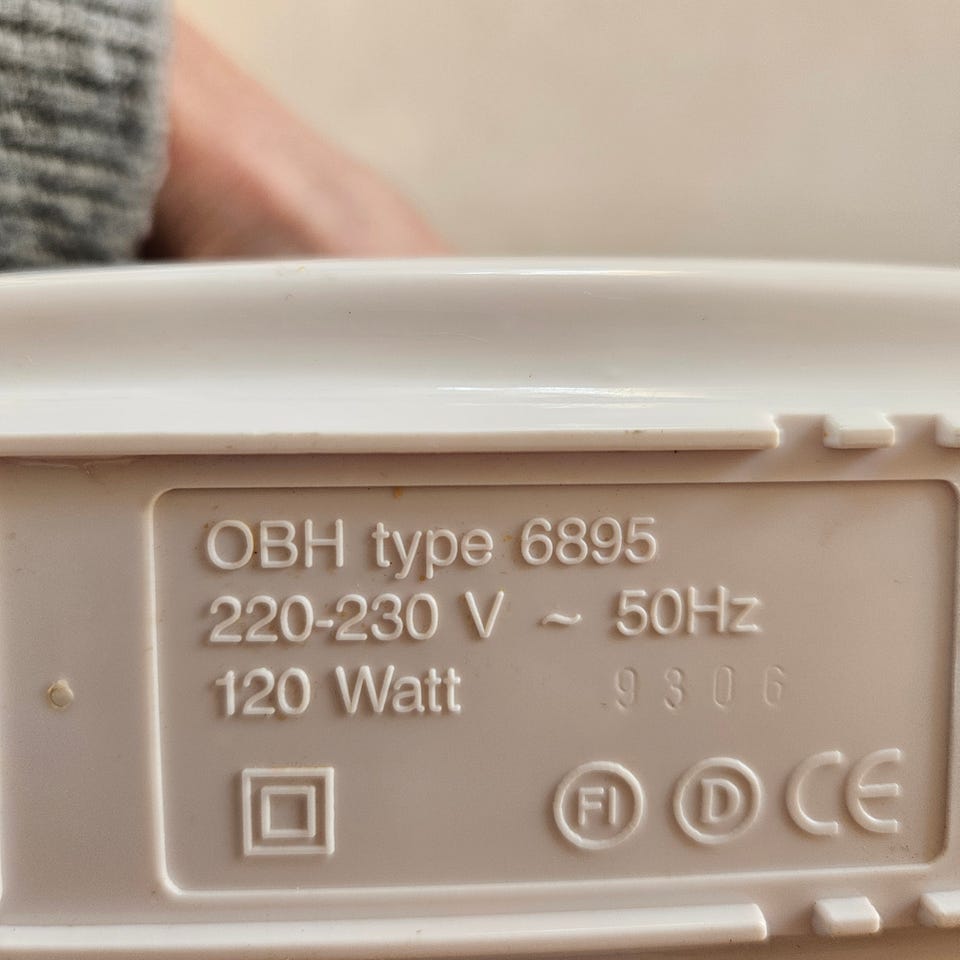 OBH type 6895
220-230 V ~ 50Hz
120 Watt 9306
FI D CE